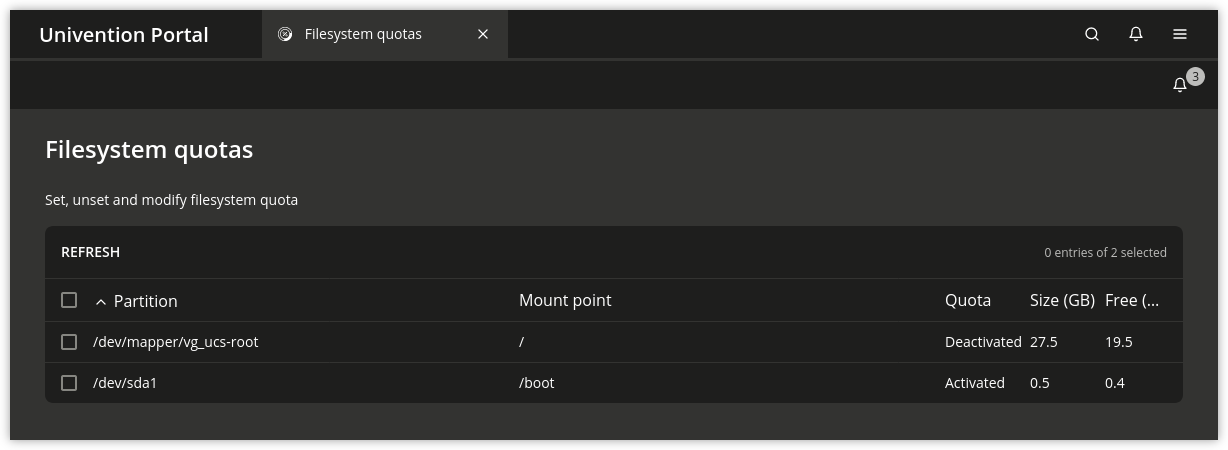 Univention Portal
Filesystem quotas
3
Filesystem quotas
Set, unset and modify filesystem quota
REFRESH
0 entries of 2 selected
Partition Mount point Quota Size (GB) Free (...
/dev/mapper/vg_ucs-root / Deactivated 27.5 19.5
/dev/sda1 /boot Activated 0.5 0.4